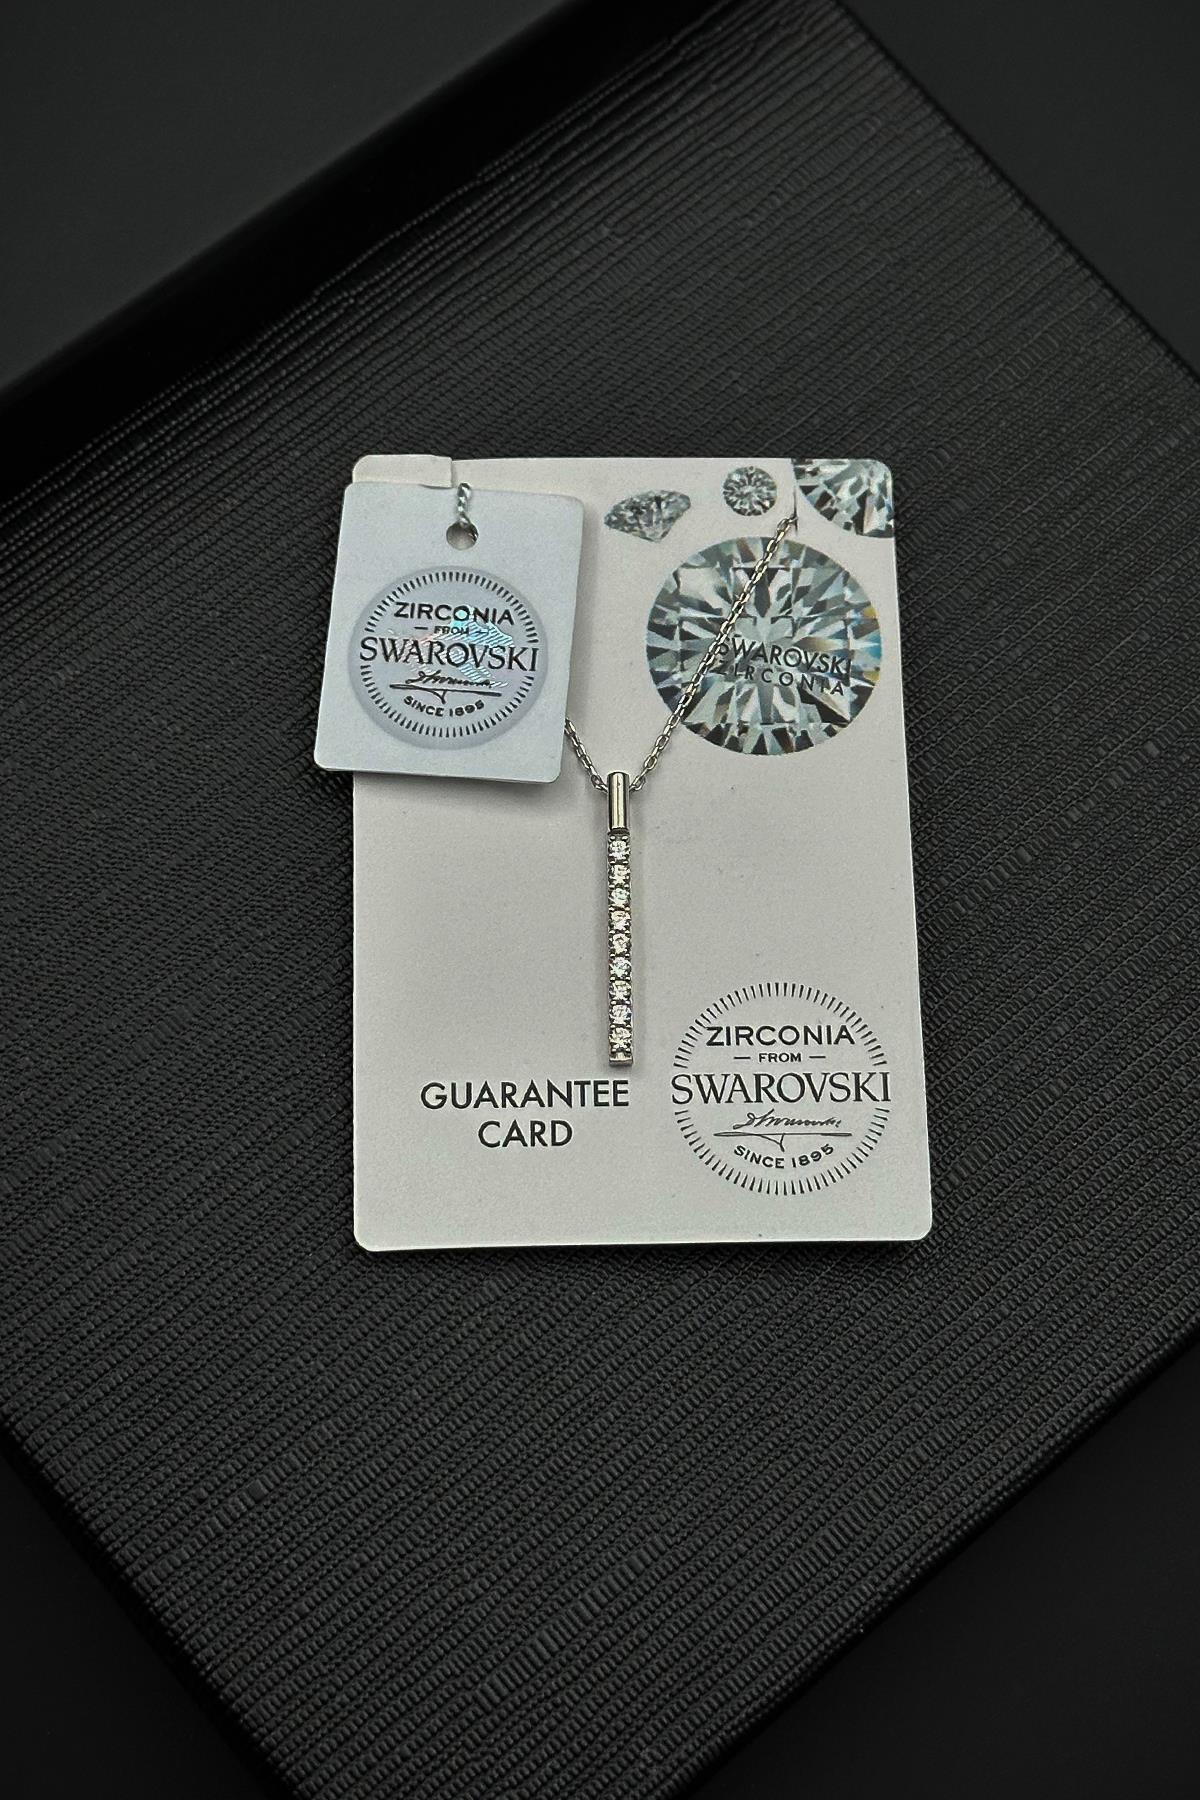 ZIRCONIA
FROM
SWAROVSKI
SINCE 1895
SWAROVSKI
ZIRCONIA
GUARANTEE
CARD
ZIRCONIA
FROM
SWAROVSKI
SINCE 1895